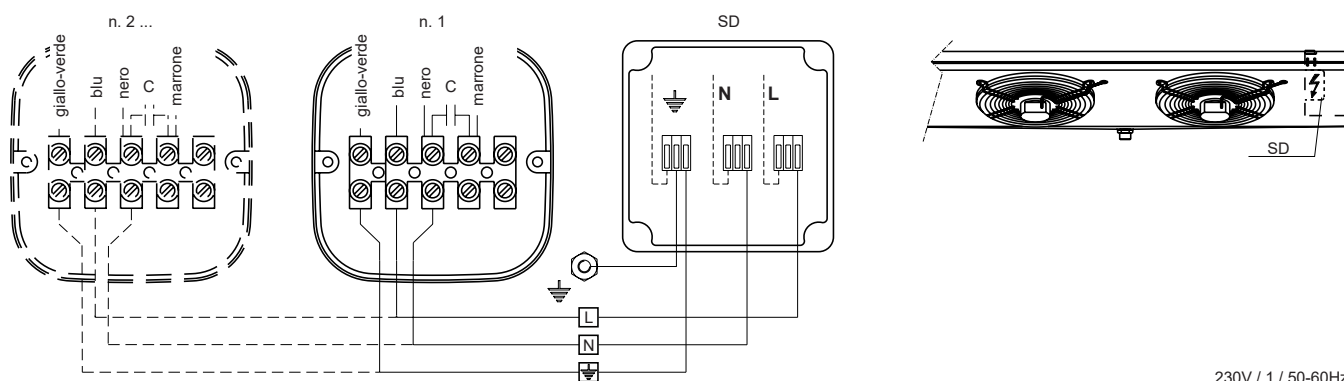 n. 2 ...
n. 1
SD
giallo-verde
blu
nero
C
marrone
giallo-verde
blu
nero
C
marrone
N
L
SD
L
N
230V / 1 / 50-60Hz